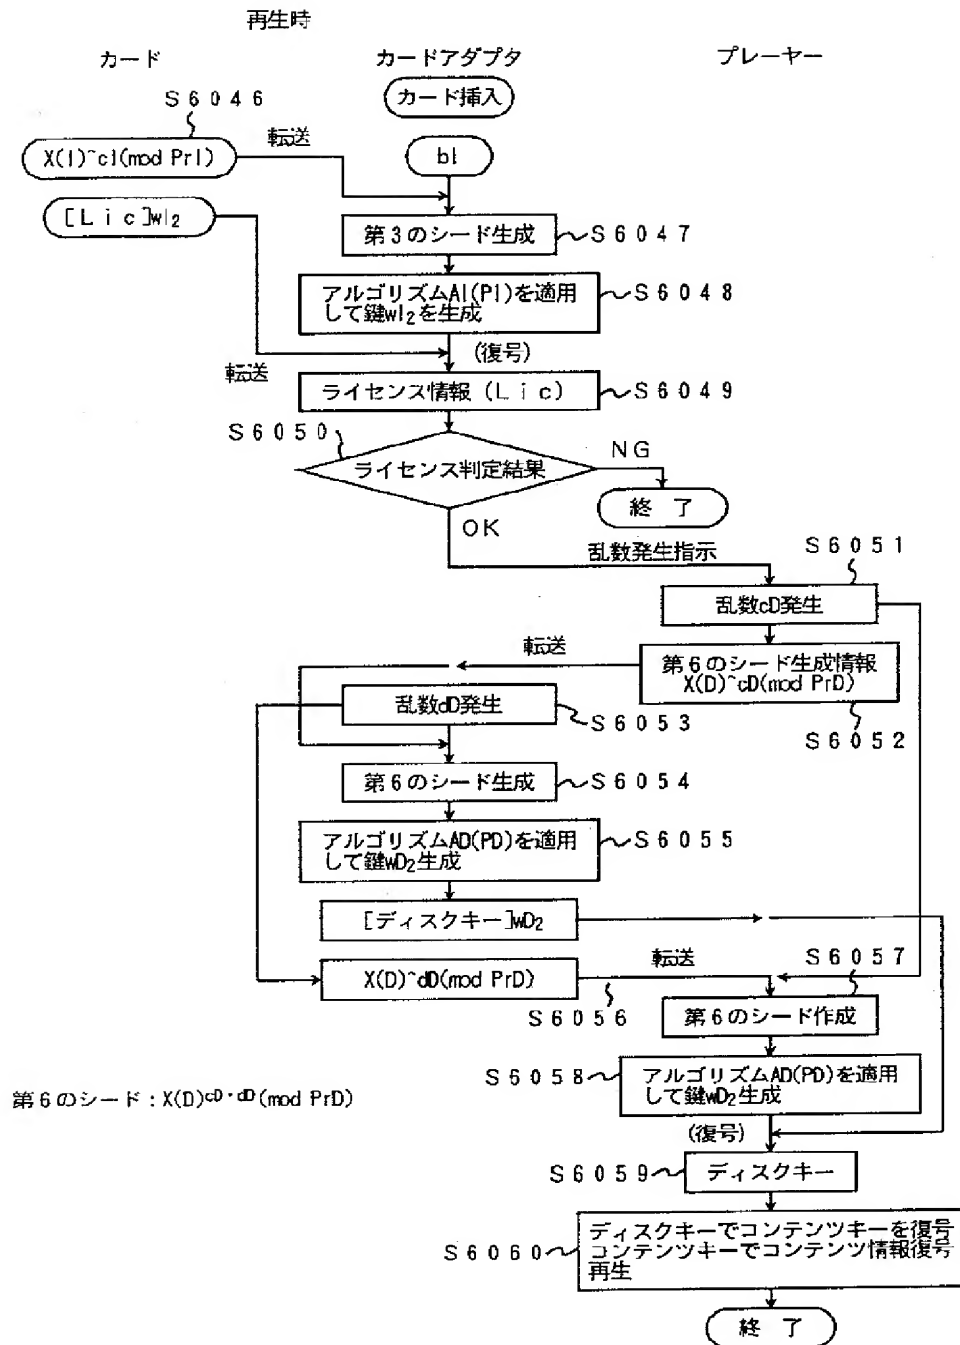 再生時
カード
カードアダプタ
プレーヤー
カード挿入
S6046
転送
X(I)~cI(mod PrI)
bI
[Lic]wI₂
第3のシード生成
S6047
アルゴリズムAI(PI)を適用
して鍵wI₂を生成
S6048
(復号)
転送
ライセンス情報（Lic）
S6049
S6050
ライセンス判定結果
NG
終 了
OK
乱数発生指示
S6051
乱数cD発生
転送
第6のシード生成情報
X(D)~cD(mod PrD)
乱数dD発生
S6053
S6052
第6のシード生成
S6054
アルゴリズムAD(PD)を適用
して鍵wD₂生成
S6055
[ディスクキー]wD₂
S6057
X(D)~dD(mod PrD)
転送
S6056
第6のシード作成
S6058
アルゴリズムAD(PD)を適用
して鍵wD₂生成
第6のシード：X(D)^cD・dD(mod PrD)
(復号)
S6059
ディスクキー
S6060
ディスクキーでコンテンツキーを復号
コンテンツキーでコンテンツ情報復号
再生
終 了